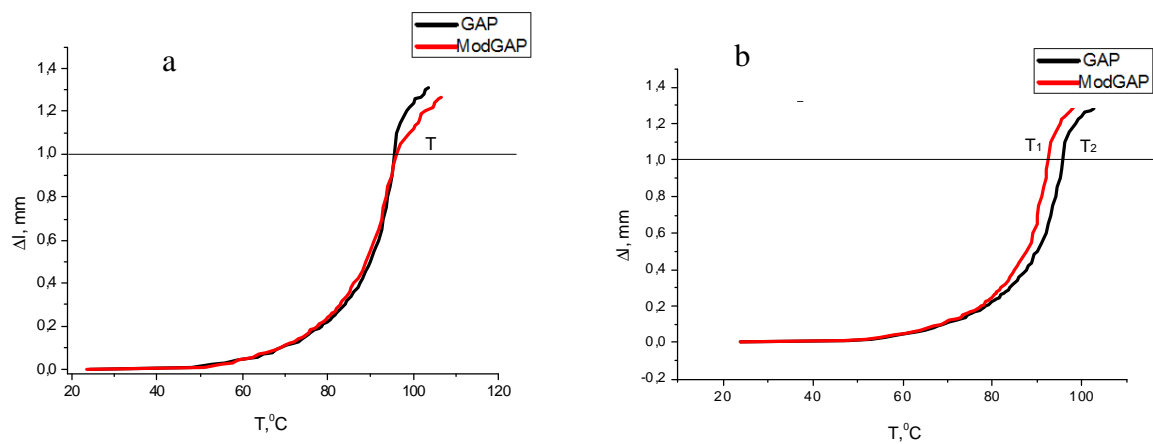 a
GAP
ModGAP
1,4
1,2
1,0
0,8
0,6
0,4
0,2
0,0
Δl, mm
T
20 40 60 80 100 120
T,⁰C
b
GAP
ModGAP
1,4
1,2
1,0
0,8
0,6
0,4
0,2
0,0
-0,2
Δl, mm
T₁ T₂
20 40 60 80 100
T,⁰C